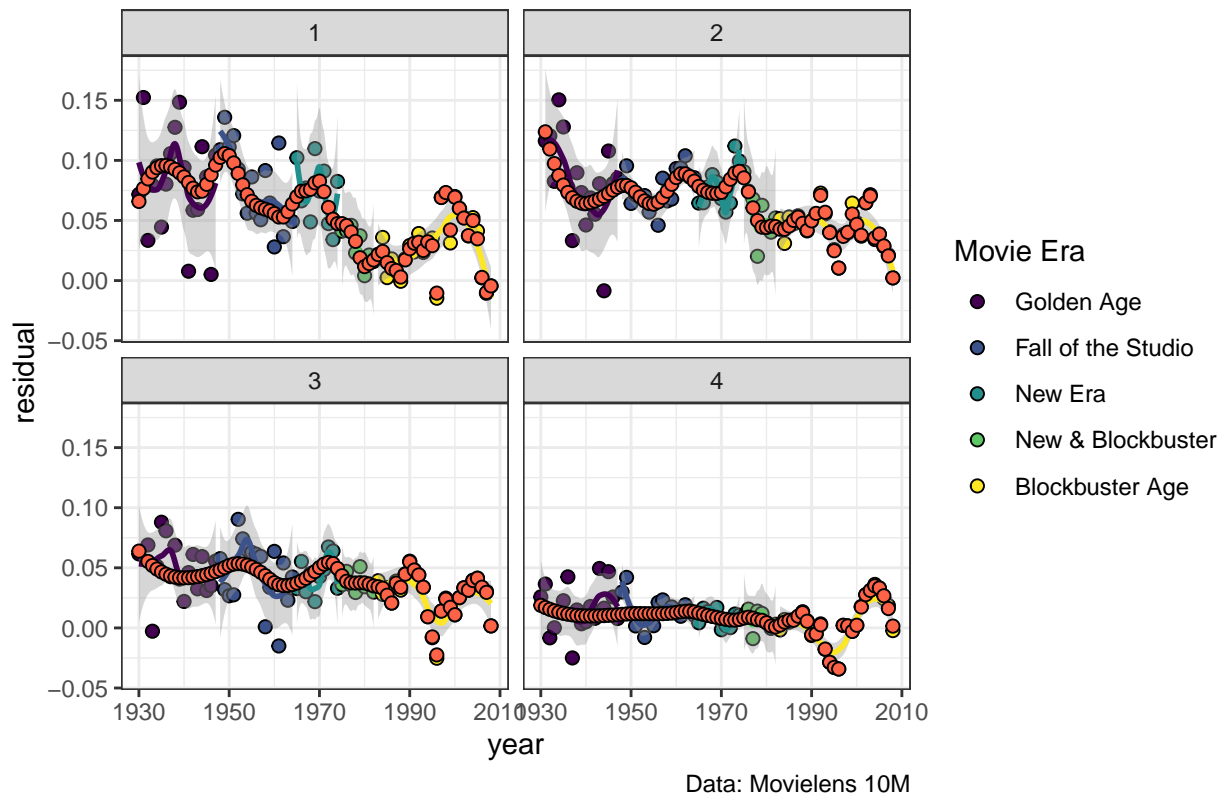 1
2
0.15
0.10
0.05
0.00
−0.05
3
4
0.15
0.10
0.05
0.00
−0.05
1930
1950
1970
1990
2010
1930
1950
1970
1990
2010
residual
year
Movie Era
Golden Age
Fall of the Studio
New Era
New & Blockbuster
Blockbuster Age
Data: Movielens 10M